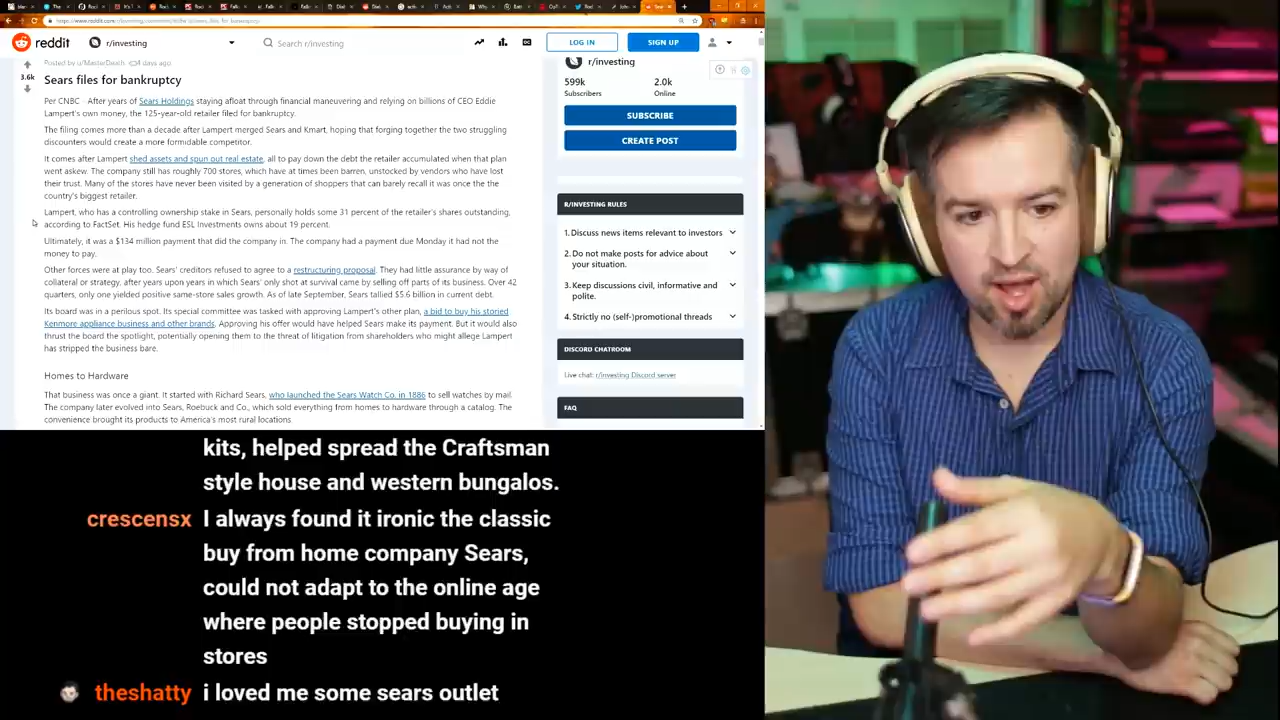 https://www.reddit.com/r/investing/comments/
reddit
r/investing
Search r/investing
LOG IN
SIGN UP
3.6k
Posted by u/MasterDavth 4 days ago
Sears files for bankruptcy
Per CNBC After years of Sears Holdings staying afloat through financial maneuvering and relying on billions of CEO Eddie
Lampert's own money, the 125-year-old retailer filed for bankruptcy.
The filing comes more than a decade after Lampert merged Sears and Kmart, hoping that forging together the two struggling
discounters would create a more formidable competitor.
It comes after Lampert shed assets and spun out real estate, all to pay down the debt the retailer accumulated when that plan
went askew. The company still has roughly 700 stores, which have at times been barren, unstocked by vendors who have lost
their trust. Many of the stores have never been visited by a generation of shoppers that can barely recall it was once the
country's biggest retailer.
Lampert, who has a controlling ownership stake in Sears, personally holds some 31 percent of the retailer's shares outstanding,
according to FactSet. His hedge fund ESL Investments owns about 19 percent.
Ultimately, it was a $134 million payment that did the company in. The company had a payment due Monday it had not the
money to pay.
Other forces were at play too. Sears' creditors refused to agree to a restructuring proposal. They had little assurance by way of
collateral or strategy, after years upon years in which Sears' only shot at survival came by selling off parts of its business. Over 42
quarters, only one yielded positive same-store sales growth. As of late September, Sears tallied $5.6 billion in current debt.
Its board was in a perilous spot. Its special committee was tasked with approving Lampert's other plan, a bid to buy his storied
Kenmore appliance business and other brands. Approving his offer would have helped Sears make its payment. But it would also
thrust the board the spotlight, potentially opening them to the threat of litigation from shareholders who might allege Lampert
has stripped the business bare.
Homes to Hardware
That business was once a giant. It started with Richard Sears, who launched the Sears Watch Co. in 1886 to sell watches by mail.
The company later evolved into Sears, Roebuck and Co., which sold everything from homes to hardware through a catalog. The
convenience brought its products to America's most rural locations.
r/investing
599k 2.0k
Subscribers Online
SUBSCRIBE
CREATE POST
R/INVESTING RULES
1. Discuss news items relevant to investors
2. Do not make posts for advice about
your situation.
3. Keep discussions civil, informative and
polite.
4. Strictly no (self-)promotional threads
DISCORD CHATROOM
Live chat: r/investing Discord server
FAQ
kits, helped spread the Craftsman
style house and western bungalos.
crescensx I always found it ironic the classic
buy from home company Sears,
could not adapt to the online age
where people stopped buying in
stores
theshatty i loved me some sears outlet